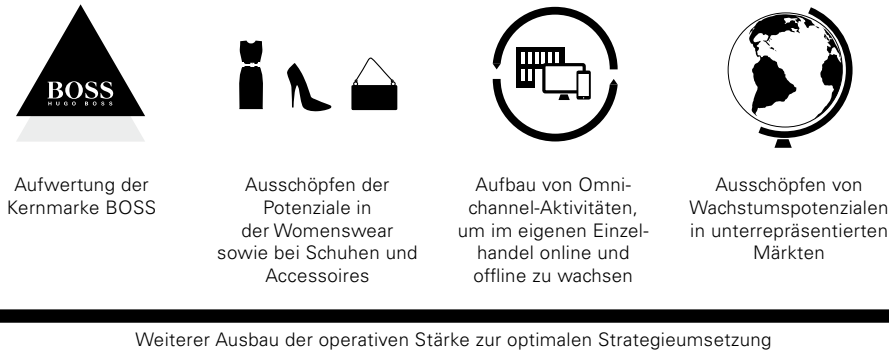 BOSS
HUGO BOSS
Aufwertung der
Kernmarke BOSS
Ausschöpfen der
Potenziale in
der Womenswear
sowie bei Schuhen und
Accessoires
Aufbau von Omni-
channel-Aktivitäten,
um im eigenen Einzel-
handel online und
offline zu wachsen
Ausschöpfen von
Wachstumspotenzialen
in unterrepräsentierten
Märkten
Weiterer Ausbau der operativen Stärke zur optimalen Strategieumsetzung